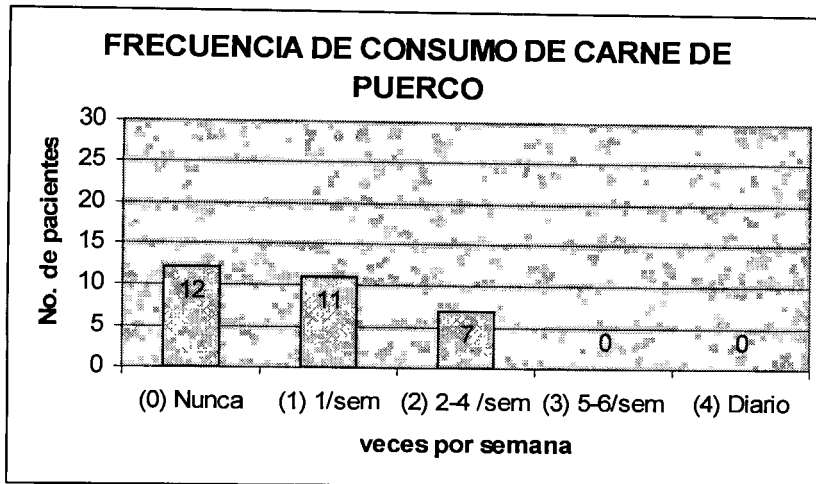 FRECUENCIA DE CONSUMO DE CARNE DE
PUERCO
No. de pacientes
30
25
20
15
10
5
0
12
11
7
0
0
(0) Nunca
(1) 1/sem
(2) 2-4 /sem
(3) 5-6/sem
(4) Diario
veces por semana